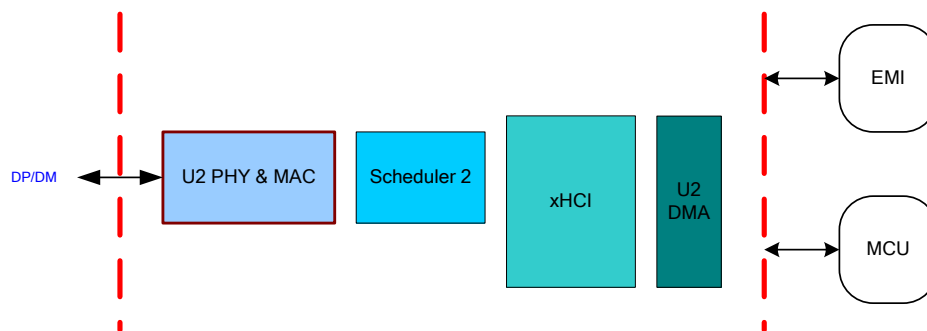 DP/DM
U2 PHY & MAC
Scheduler 2
xHCI
U2
DMA
EMI
MCU